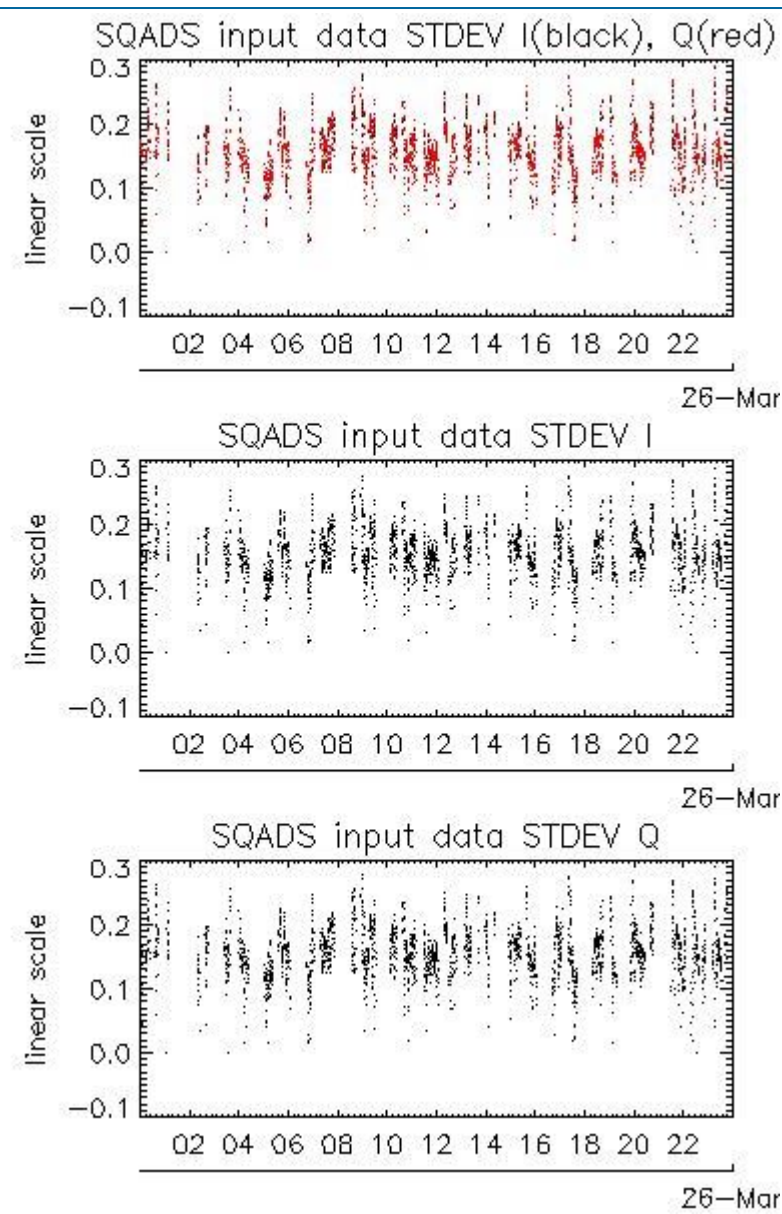 SQADS input data STDEV I(black), Q(red)
0.3
0.2
0.1
0.0
−0.1
linear scale
02 04 06 08 10 12 14 16 18 20 22
26−Mar
SQADS input data STDEV I
0.3
0.2
0.1
0.0
−0.1
linear scale
02 04 06 08 10 12 14 16 18 20 22
26−Mar
SQADS input data STDEV Q
0.3
0.2
0.1
0.0
−0.1
linear scale
02 04 06 08 10 12 14 16 18 20 22
26−Mar